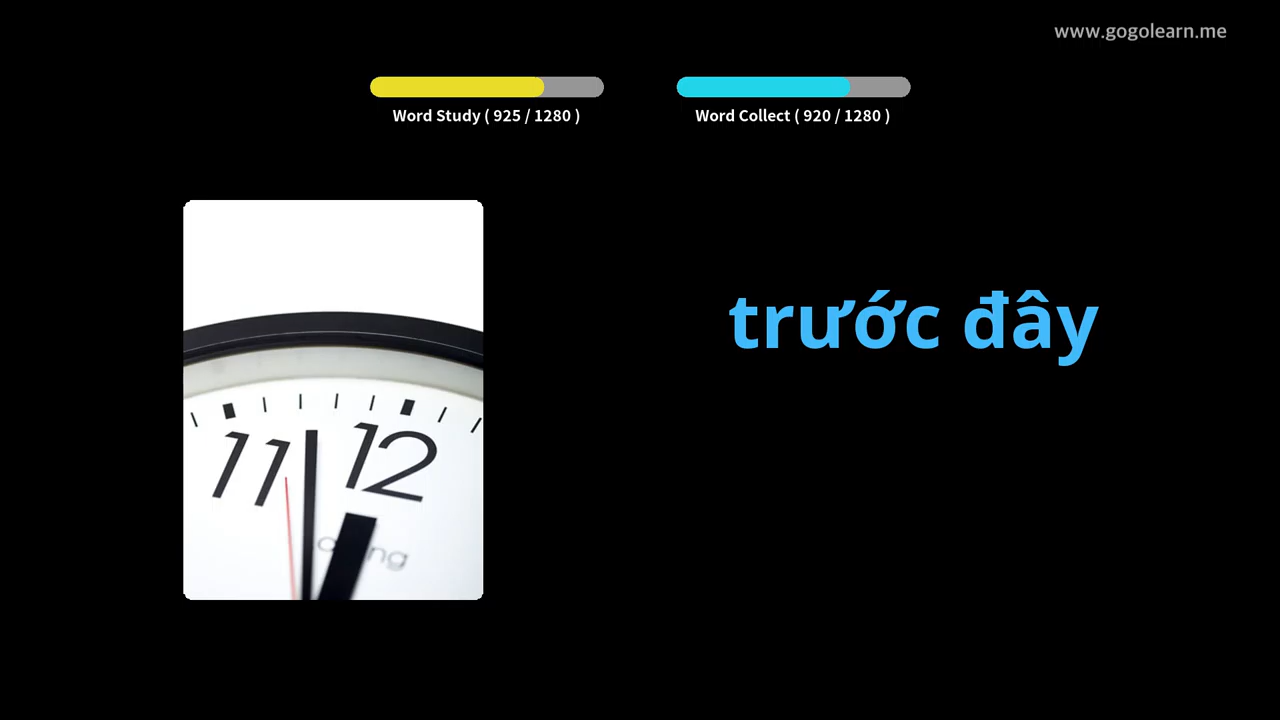 www.gogolearn.me
Word Study ( 925 / 1280 )
Word Collect ( 920 / 1280 )
trước đây
11
12